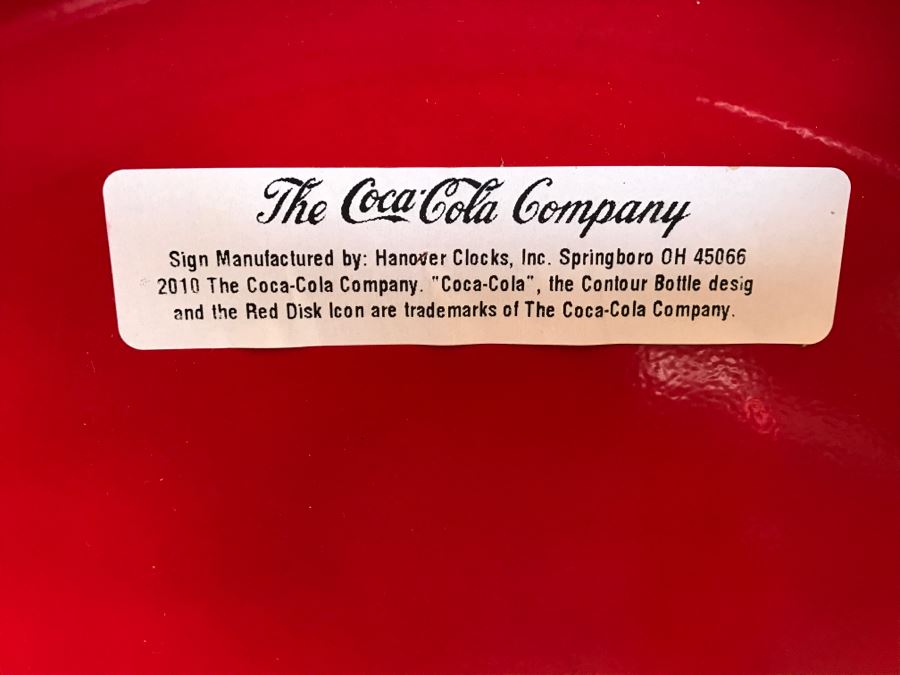 The Coca-Cola Company
Sign Manufactured by: Hanover Clocks, Inc. Springboro OH 45066
2010 The Coca-Cola Company. "Coca-Cola", the Contour Bottle desig
and the Red Disk Icon are trademarks of The Coca-Cola Company.